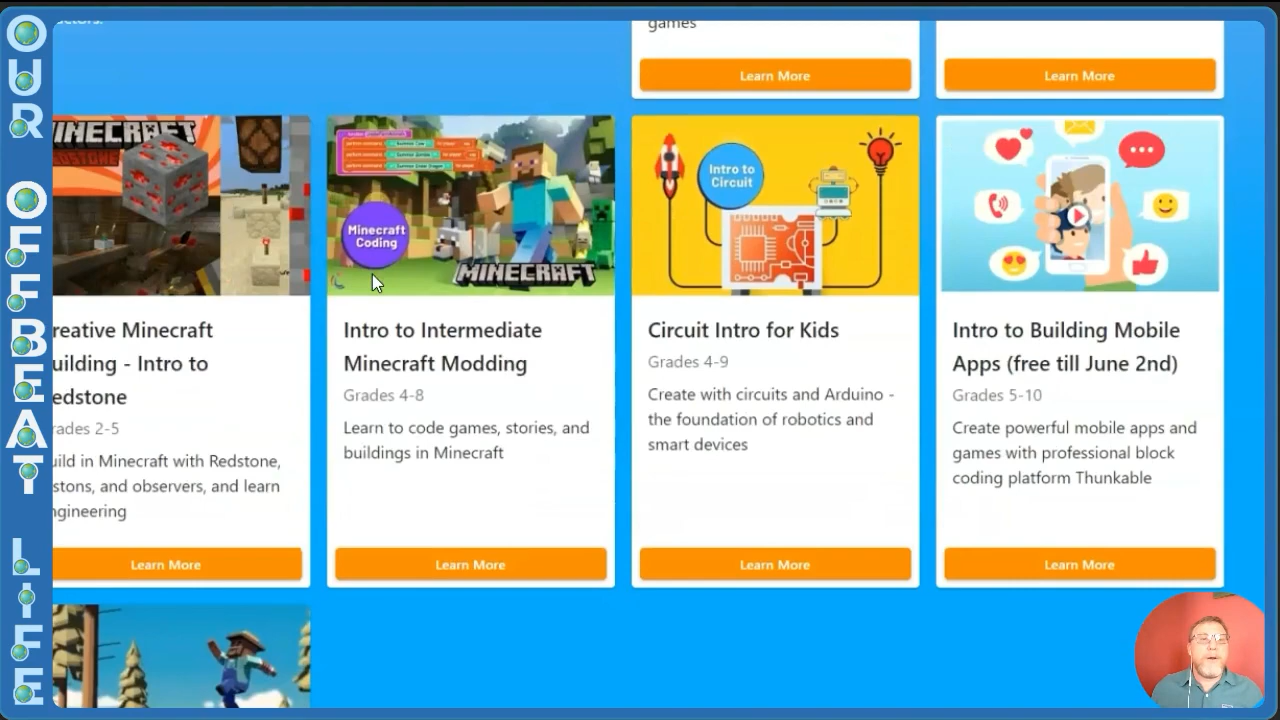 OUR OFFBEAT LIFE
games
Learn More
Learn More
MINECRAFT
Minecraft
Coding
MINECRAFT
Intro to
Circuit
reative Minecraft
uilding - Intro to
edstone
rades 2-5
uild in Minecraft with Redstone,
stons, and observers, and learn
ngineering
Learn More
Intro to Intermediate
Minecraft Modding
Grades 4-8
Learn to code games, stories, and
buildings in Minecraft
Learn More
Circuit Intro for Kids
Grades 4-9
Create with circuits and Arduino -
the foundation of robotics and
smart devices
Learn More
Intro to Building Mobile
Apps (free till June 2nd)
Grades 5-10
Create powerful mobile apps and
games with professional block
coding platform Thunkable
Learn More